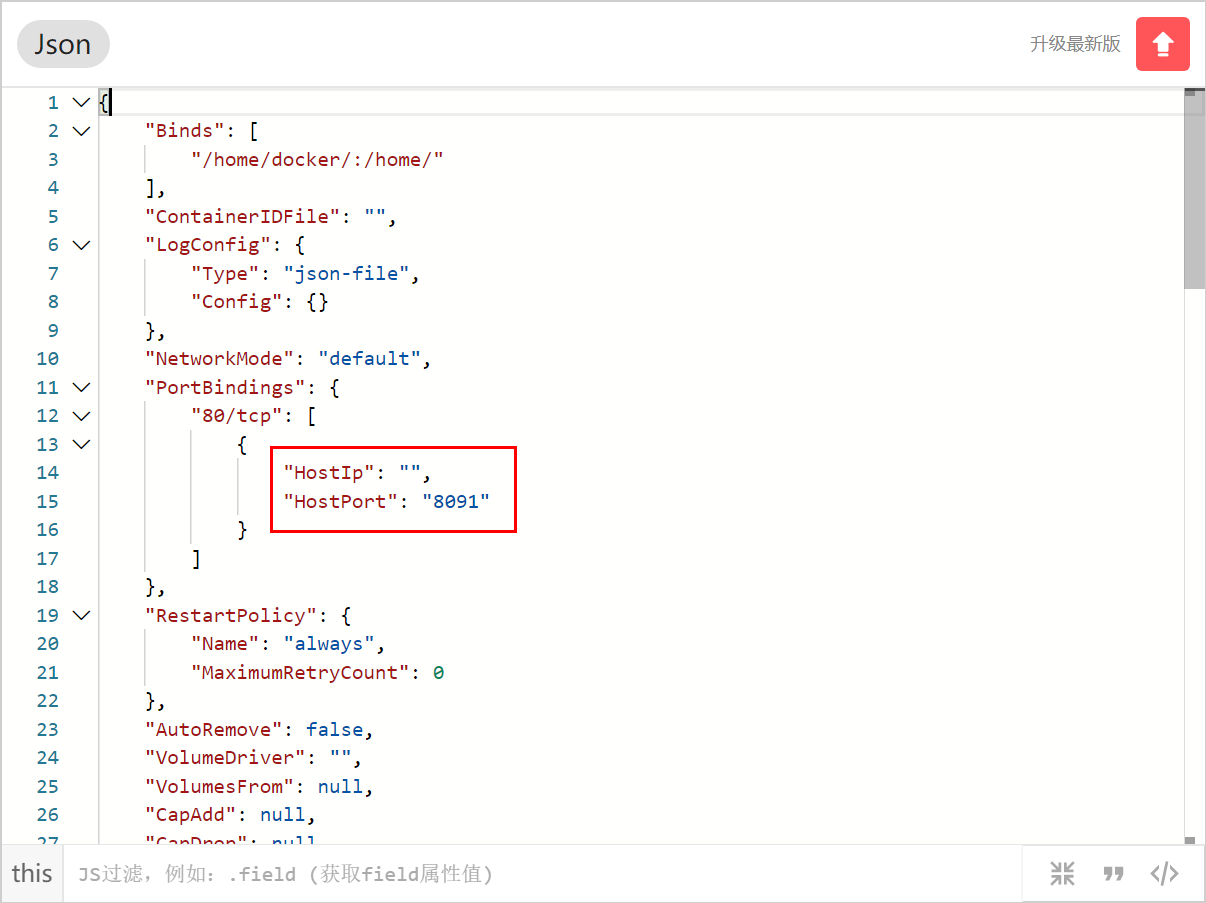 Json
升级最新版
1 {
2 "Binds": [
3 "/home/docker/:/home/"
4 ],
5 "ContainerIDFile": "",
6 "LogConfig": {
7 "Type": "json-file",
8 "Config": {}
9 },
10 "NetworkMode": "default",
11 "PortBindings": {
12 "80/tcp": [
13 {
14 "HostIp": "",
15 "HostPort": "8091"
16 }
17 ]
18 },
19 "RestartPolicy": {
20 "Name": "always",
21 "MaximumRetryCount": 0
22 },
23 "AutoRemove": false,
24 "VolumeDriver": "",
25 "VolumesFrom": null,
26 "CapAdd": null,
27 "CapDrop": null
this JS过滤，例如：.field (获取field属性值)